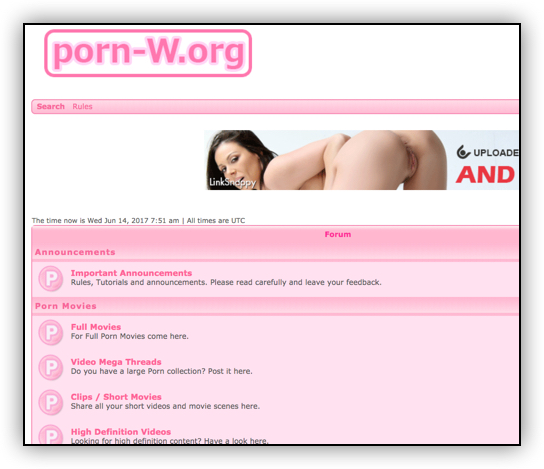 porn-W.org
Search Rules
LinkSnappy
UPLOADE
AND
The time now is Wed Jun 14, 2017 7:51 am | All times are UTC
Forum
Announcements
P
Important Announcements
Rules, Tutorials and announcements. Please read carefully and leave your feedback.
Porn Movies
P
Full Movies
For Full Porn Movies come here.
P
Video Mega Threads
Do you have a large Porn collection? Post it here.
P
Clips / Short Movies
Share all your short videos and movie scenes here.
P
High Definition Videos
Looking for high definition content? Have a look here.